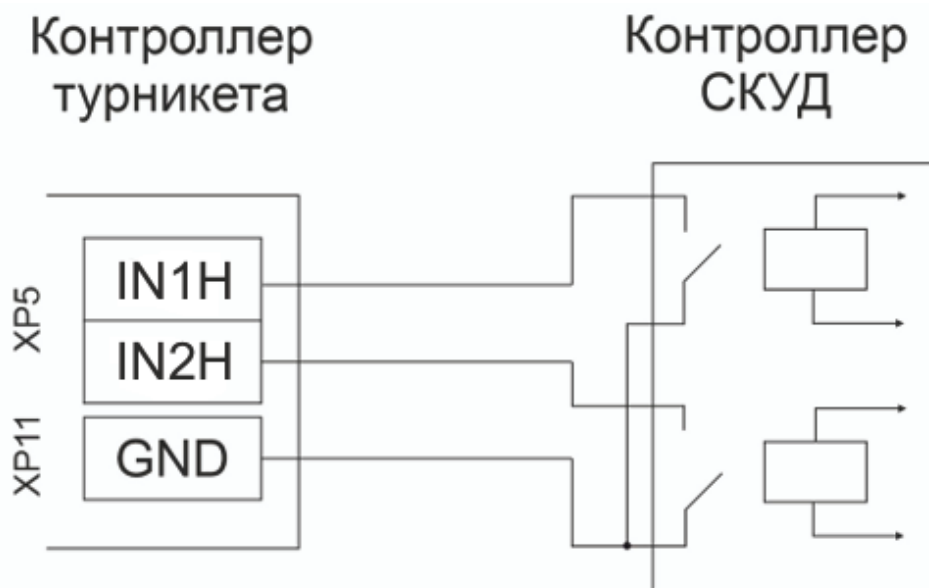 Контроллер
турникета
Контроллер
СКУД
XP5
IN1H
IN2H
XP11
GND